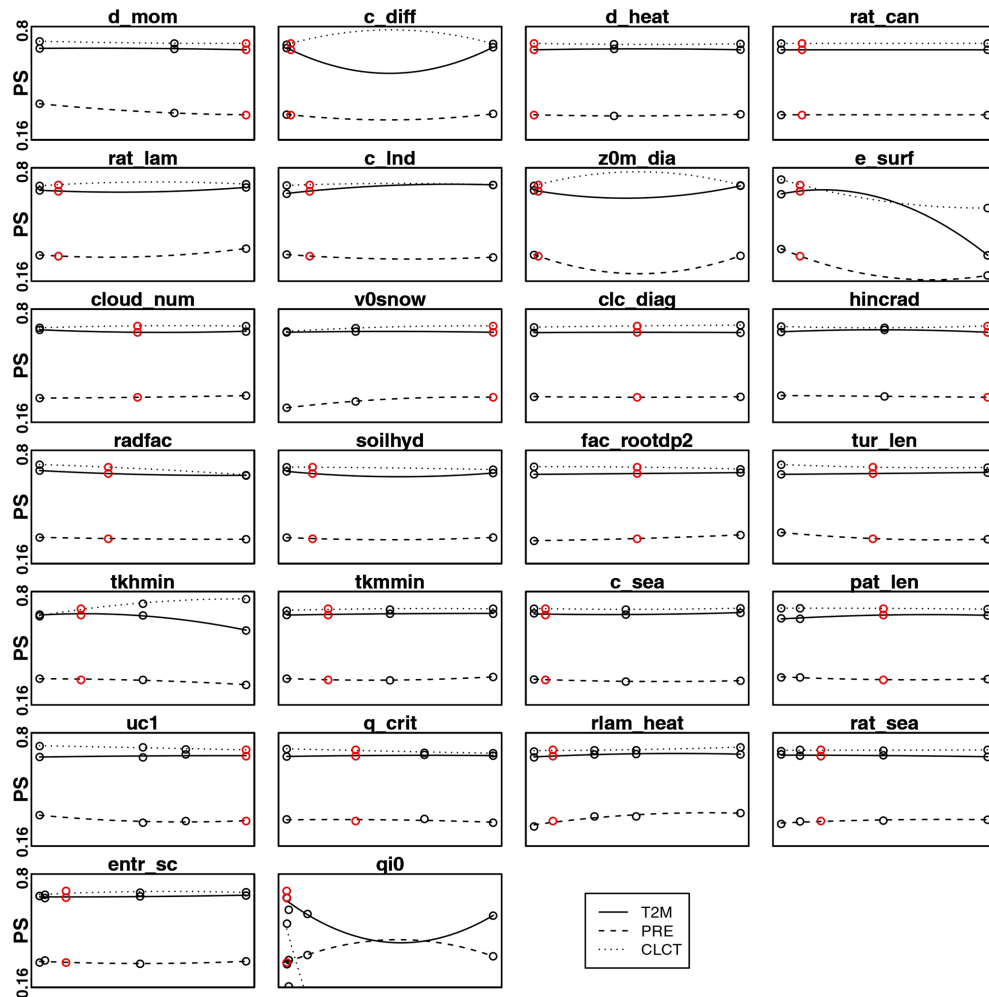 d_mom c_diff d_heat rat_can
0.8
PS
0.16
rat_lam c_lnd z0m_dia e_surf
0.8
0.16
cloud_num v0snow clc_diag hincrad
0.8
PS
0.16
radfac soilhyd fac_rootdp2 tur_len
0.8
PS
0.16
tkhmin tkmmin c_sea pat_len
0.8
PS
0.16
uc1 q_crit rlam_heat rat_sea
0.8
PS
0.16
entr_sc qi0
0.8
PS
0.16
T2M
PRE
CLCT